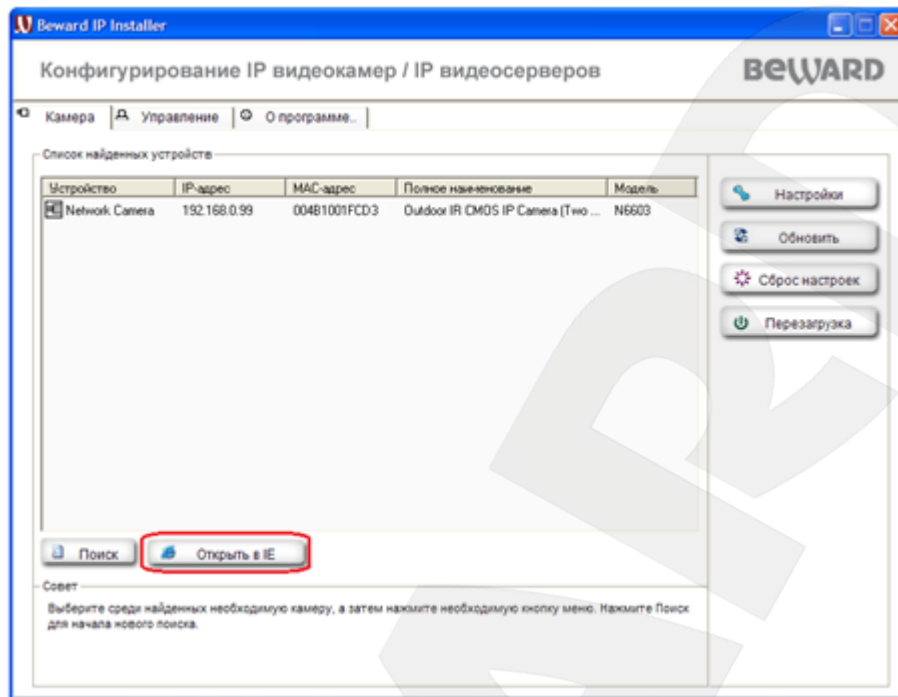 Beward IP Installer
Конфигурирование IP видеокамер / IP видеосерверов
BEWARD
Камера Управление О программе..
Список найденных устройств
Устройство IP-адрес MAC-адрес Полное наименование Модель
Network Camera 192.168.0.99 004B1001FCD3 Outdoor IR CMOS IP Camera (Two ... N6603
Настройки
Обновить
Сброс настроек
Перезагрузка
Поиск Открыть в IE
Совет
Выберите среди найденных необходимую камеру, а затем нажмите необходимую кнопку меню. Нажмите Поиск
для начала нового поиска.